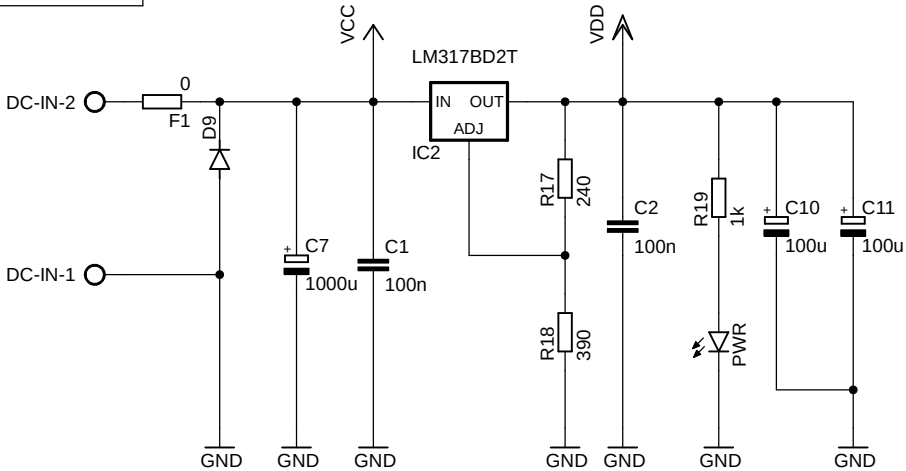 VCC
VDD
LM317BD2T
DC-IN-2
0
F1
D9
IN
OUT
ADJ
IC2
R17
240
C2
100n
R19
1k
+
C10
100u
+
C11
100u
DC-IN-1
+
C7
1000u
C1
100n
R18
390
PWR
GND
GND
GND
GND
GND
GND
GND